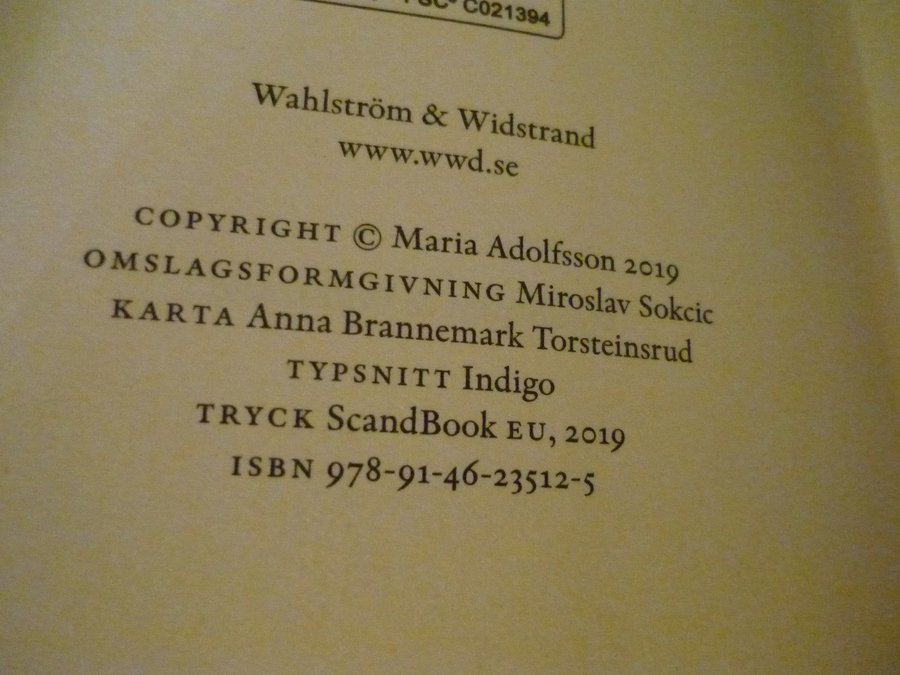 C021394
Wahlström & Widstrand
www.wwd.se
COPYRIGHT © Maria Adolfsson 2019
OMSLAGSFORMGIVNING Miroslav Sokcic
KARTA Anna Brannemark Torsteinsrud
TYPSNITT Indigo
TRYCK ScandBook EU, 2019
ISBN 978-91-46-23512-5